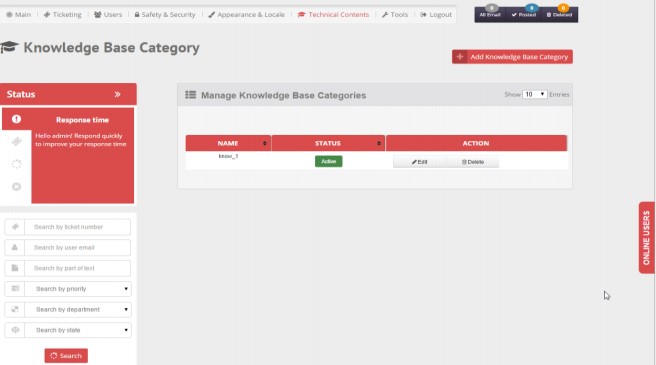 Main Ticketing Users Safety & Security Appearance & Locale Technical Contents Tools Logout
0 0 0
All Email Posted Deleted
Knowledge Base Category
+ Add Knowledge Base Category
Status »
Manage Knowledge Base Categories
Show 10 Entries
Response time
Hello admin! Respond quickly
to improve your response time
NAME STATUS ACTION
know_1 Active Edit Delete
Search by ticket number
Search by user email
Search by part of text
Search by priority
Search by department
Search by state
Search
ONLINE USERS